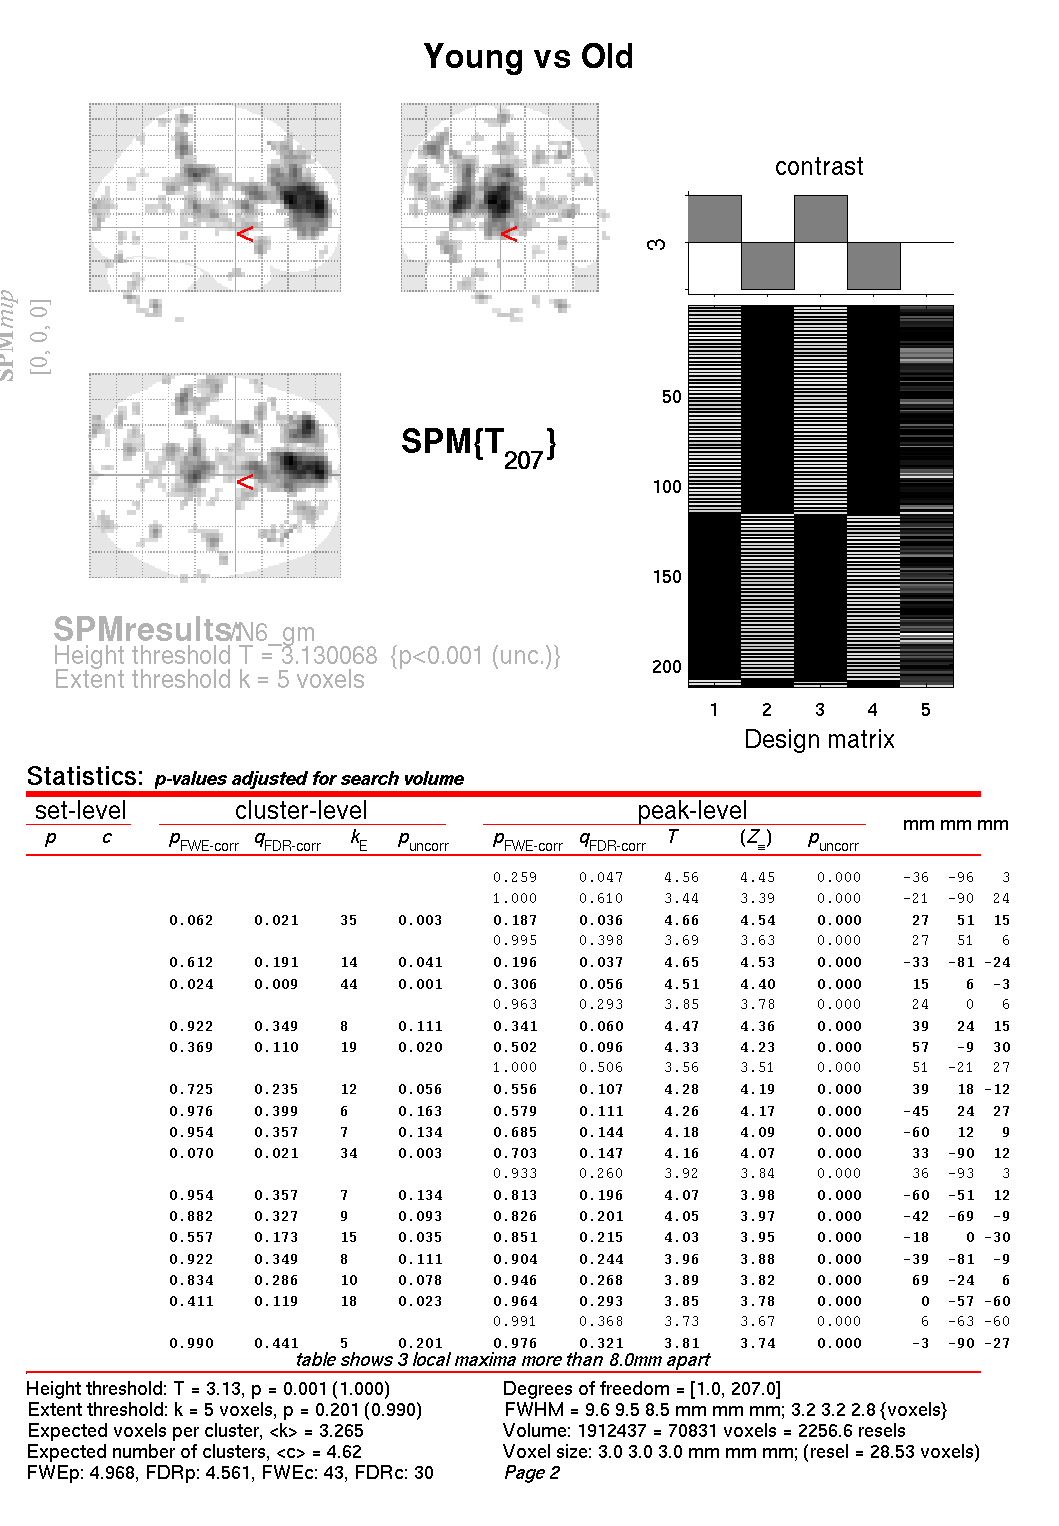 Young vs Old
contrast
3
SPMmip
[0, 0, 0]
<
<
<
SPM{T207}
50
100
150
200
1 2 3 4 5
Design matrix
SPMresults: /N6_gm
Height threshold T = 3.130068 {p<0.001 (unc.)}
Extent threshold k = 5 voxels
Statistics: p-values adjusted for search volume
set-level cluster-level peak-level
p c pFWE-corr qFDR-corr kE puncorr pFWE-corr qFDR-corr T (Z≡) puncorr mm mm mm
0.259 0.047 4.56 4.45 0.000 -36 -96 3
1.000 0.610 3.44 3.39 0.000 -21 -90 24
0.062 0.021 35 0.003 0.187 0.036 4.66 4.54 0.000 27 51 15
0.995 0.398 3.69 3.63 0.000 27 51 6
0.612 0.191 14 0.041 0.196 0.037 4.65 4.53 0.000 -33 -81 -24
0.024 0.009 44 0.001 0.306 0.056 4.51 4.40 0.000 15 6 -3
0.963 0.293 3.85 3.78 0.000 24 0 6
0.922 0.349 8 0.111 0.341 0.060 4.47 4.36 0.000 39 24 15
0.369 0.110 19 0.020 0.502 0.096 4.33 4.23 0.000 57 -9 30
1.000 0.506 3.56 3.51 0.000 51 -21 27
0.725 0.235 12 0.056 0.556 0.107 4.28 4.19 0.000 39 18 -12
0.976 0.399 6 0.163 0.579 0.111 4.26 4.17 0.000 -45 24 27
0.954 0.357 7 0.134 0.685 0.144 4.18 4.09 0.000 -60 12 9
0.070 0.021 34 0.003 0.703 0.147 4.16 4.07 0.000 33 -90 12
0.933 0.260 3.92 3.84 0.000 36 -93 3
0.954 0.357 7 0.134 0.813 0.196 4.07 3.98 0.000 -60 -51 12
0.882 0.327 9 0.093 0.826 0.201 4.05 3.97 0.000 -42 -69 -9
0.557 0.173 15 0.035 0.851 0.215 4.03 3.95 0.000 -18 0 -30
0.922 0.349 8 0.111 0.904 0.244 3.96 3.88 0.000 -39 -81 -9
0.834 0.286 10 0.078 0.946 0.268 3.89 3.82 0.000 69 -24 6
0.411 0.119 18 0.023 0.964 0.293 3.85 3.78 0.000 0 -57 -60
0.991 0.368 3.73 3.67 0.000 6 -63 -60
0.990 0.441 5 0.201 0.976 0.321 3.81 3.74 0.000 -3 -90 -27
table shows 3 local maxima more than 8.0mm apart
Height threshold: T = 3.13, p = 0.001 (1.000)
Extent threshold: k = 5 voxels, p = 0.201 (0.990)
Expected voxels per cluster, <k> = 3.265
Expected number of clusters, <c> = 4.62
FWEp: 4.968, FDRp: 4.561, FWEc: 43, FDRc: 30
Degrees of freedom = [1.0, 207.0]
FWHM = 9.6 9.5 8.5 mm mm mm; 3.2 3.2 2.8 {voxels}
Volume: 1912437 = 70831 voxels = 2256.6 resels
Voxel size: 3.0 3.0 3.0 mm mm mm; (resel = 28.53 voxels)
Page 2